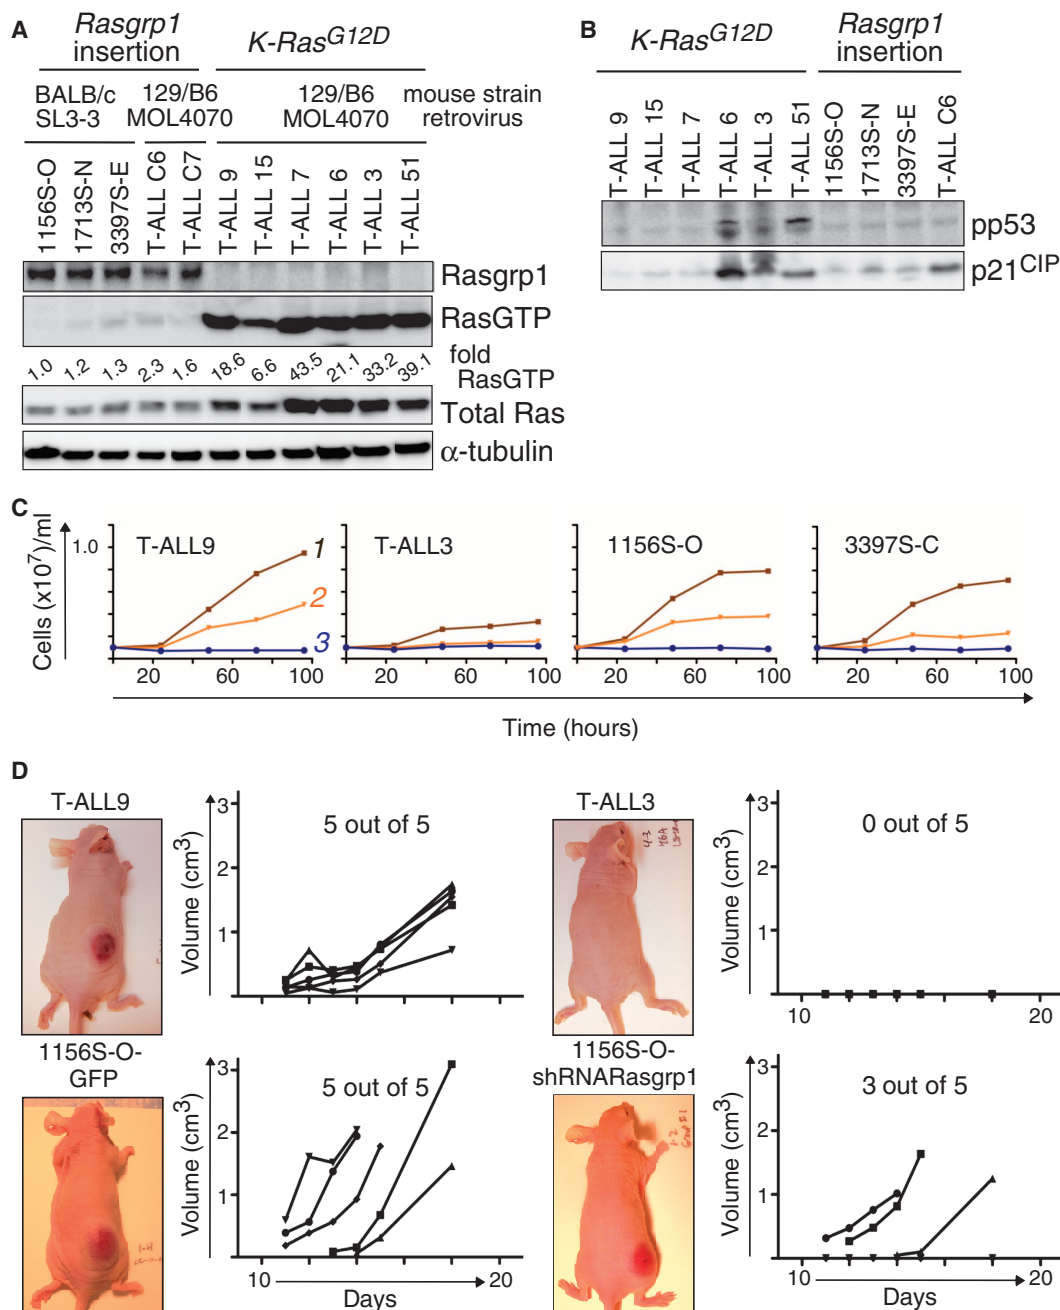 A
Rasgrp1
insertion
K-Ras^G12D
BALB/c
SL3-3
129/B6
MOL4070
129/B6
MOL4070
mouse strain
retrovirus
1156S-O
1713S-N
3397S-E
T-ALL C6
T-ALL C7
T-ALL 9
T-ALL 15
T-ALL 7
T-ALL 6
T-ALL 3
T-ALL 51
Rasgrp1
RasGTP
1.0 1.2 1.3 2.3 1.6 18.6 6.6 43.5 21.1 33.2 39.1
fold
RasGTP
Total Ras
α-tubulin
B
K-Ras^G12D
Rasgrp1
insertion
T-ALL 9
T-ALL 15
T-ALL 7
T-ALL 6
T-ALL 3
T-ALL 51
1156S-O
1713S-N
3397S-E
T-ALL C6
pp53
p21^CIP
C
Cells (x10^7)/ml
1.0
T-ALL9
1
2
3
20 60 100
T-ALL3
20 60 100
1156S-O
20 60 100
3397S-C
20 60 100
Time (hours)
D
T-ALL9
Volume (cm^3)
3
2
1
5 out of 5
T-ALL3
Volume (cm^3)
3
2
1
0 out of 5
10 20
1156S-O-
GFP
Volume (cm^3)
3
2
1
5 out of 5
10 20
Days
1156S-O-
shRNARasgrp1
Volume (cm^3)
3
2
1
3 out of 5
10 20
Days